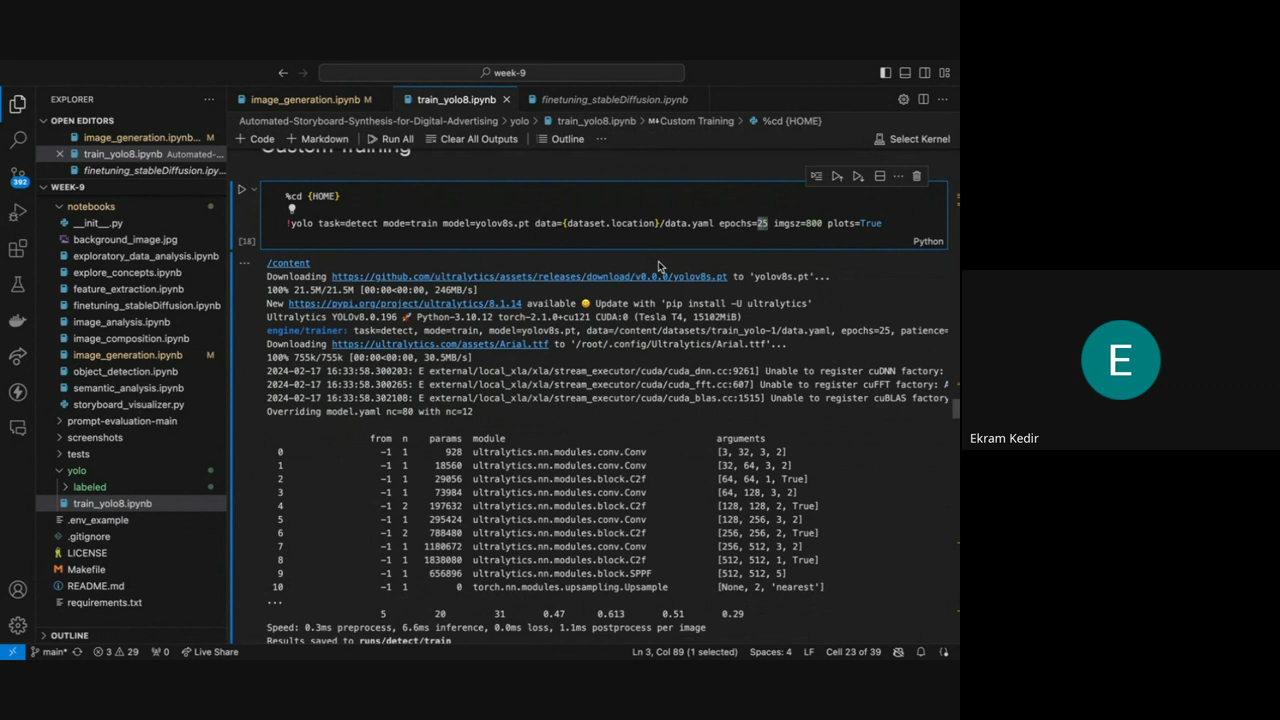 week-9
EXPLORER
OPEN EDITORS
image_generation.ipynb... M
train_yolo8.ipynb Automated-...
finetuning_stableDiffusion.ipy...
WEEK-9
notebooks
__init__.py
background_image.jpg
exploratory_data_analysis.ipynb
explore_concepts.ipynb
feature_extraction.ipynb
finetuning_stableDiffusion.ipynb
image_analysis.ipynb
image_composition.ipynb
image_generation.ipynb M
object_detection.ipynb
semantic_analysis.ipynb
storyboard_visualizer.py
prompt-evaluation-main
screenshots
tests
yolo
labeled
train_yolo8.ipynb
.env_example
.gitignore
LICENSE
Makefile
README.md
requirements.txt
OUTLINE
392
image_generation.ipynb M
train_yolo8.ipynb
finetuning_stableDiffusion.ipynb
Automated-Storyboard-Synthesis-for-Digital-Advertising > yolo > train_yolo8.ipynb > M↓Custom Training > %cd {HOME}
+ Code + Markdown Run All Clear All Outputs Outline ... Select Kernel
Custom Training
%cd {HOME}
!yolo task=detect mode=train model=yolov8s.pt data={dataset.location}/data.yaml epochs=25 imgsz=800 plots=True
[18] Python
/content
Downloading https://github.com/ultralytics/assets/releases/download/v0.0.0/yolov8s.pt to 'yolov8s.pt'...
100% 21.5M/21.5M [00:00<00:00, 246MB/s]
New https://pypi.org/project/ultralytics/8.1.14 available 😃 Update with 'pip install -U ultralytics'
Ultralytics YOLOv8.0.196 🚀 Python-3.10.12 torch-2.1.0+cu121 CUDA:0 (Tesla T4, 15102MiB)
engine/trainer: task=detect, mode=train, model=yolov8s.pt, data=/content/datasets/train_yolo-1/data.yaml, epochs=25, patience=
Downloading https://ultralytics.com/assets/Arial.ttf to '/root/.config/Ultralytics/Arial.ttf'...
100% 755k/755k [00:00<00:00, 30.5MB/s]
2024-02-17 16:33:58.300203: E external/local_xla/xla/stream_executor/cuda/cuda_dnn.cc:9261] Unable to register cuDNN factory:
2024-02-17 16:33:58.300265: E external/local_xla/xla/stream_executor/cuda/cuda_fft.cc:607] Unable to register cuFFT factory: A
2024-02-17 16:33:58.302108: E external/local_xla/xla/stream_executor/cuda/cuda_blas.cc:1515] Unable to register cuBLAS factory
Overriding model.yaml nc=80 with nc=12
from n params module arguments
0 -1 1 928 ultralytics.nn.modules.conv.Conv [3, 32, 3, 2]
1 -1 1 18560 ultralytics.nn.modules.conv.Conv [32, 64, 3, 2]
2 -1 1 29056 ultralytics.nn.modules.block.C2f [64, 64, 1, True]
3 -1 1 73984 ultralytics.nn.modules.conv.Conv [64, 128, 3, 2]
4 -1 2 197632 ultralytics.nn.modules.block.C2f [128, 128, 2, True]
5 -1 1 295424 ultralytics.nn.modules.conv.Conv [128, 256, 3, 2]
6 -1 2 788480 ultralytics.nn.modules.block.C2f [256, 256, 2, True]
7 -1 1 1180672 ultralytics.nn.modules.conv.Conv [256, 512, 3, 2]
8 -1 1 1838080 ultralytics.nn.modules.block.C2f [512, 512, 1, True]
9 -1 1 656896 ultralytics.nn.modules.block.SPPF [512, 512, 5]
10 -1 1 0 torch.nn.modules.upsampling.Upsample [None, 2, 'nearest']
...
5 20 31 0.47 0.613 0.51 0.29
Speed: 0.3ms preprocess, 6.6ms inference, 0.0ms loss, 1.1ms postprocess per image
Results saved to runs/detect/train
main* 3 29 0 Live Share Ln 3, Col 89 (1 selected) Spaces: 4 LF Cell 23 of 39
E
Ekram Kedir